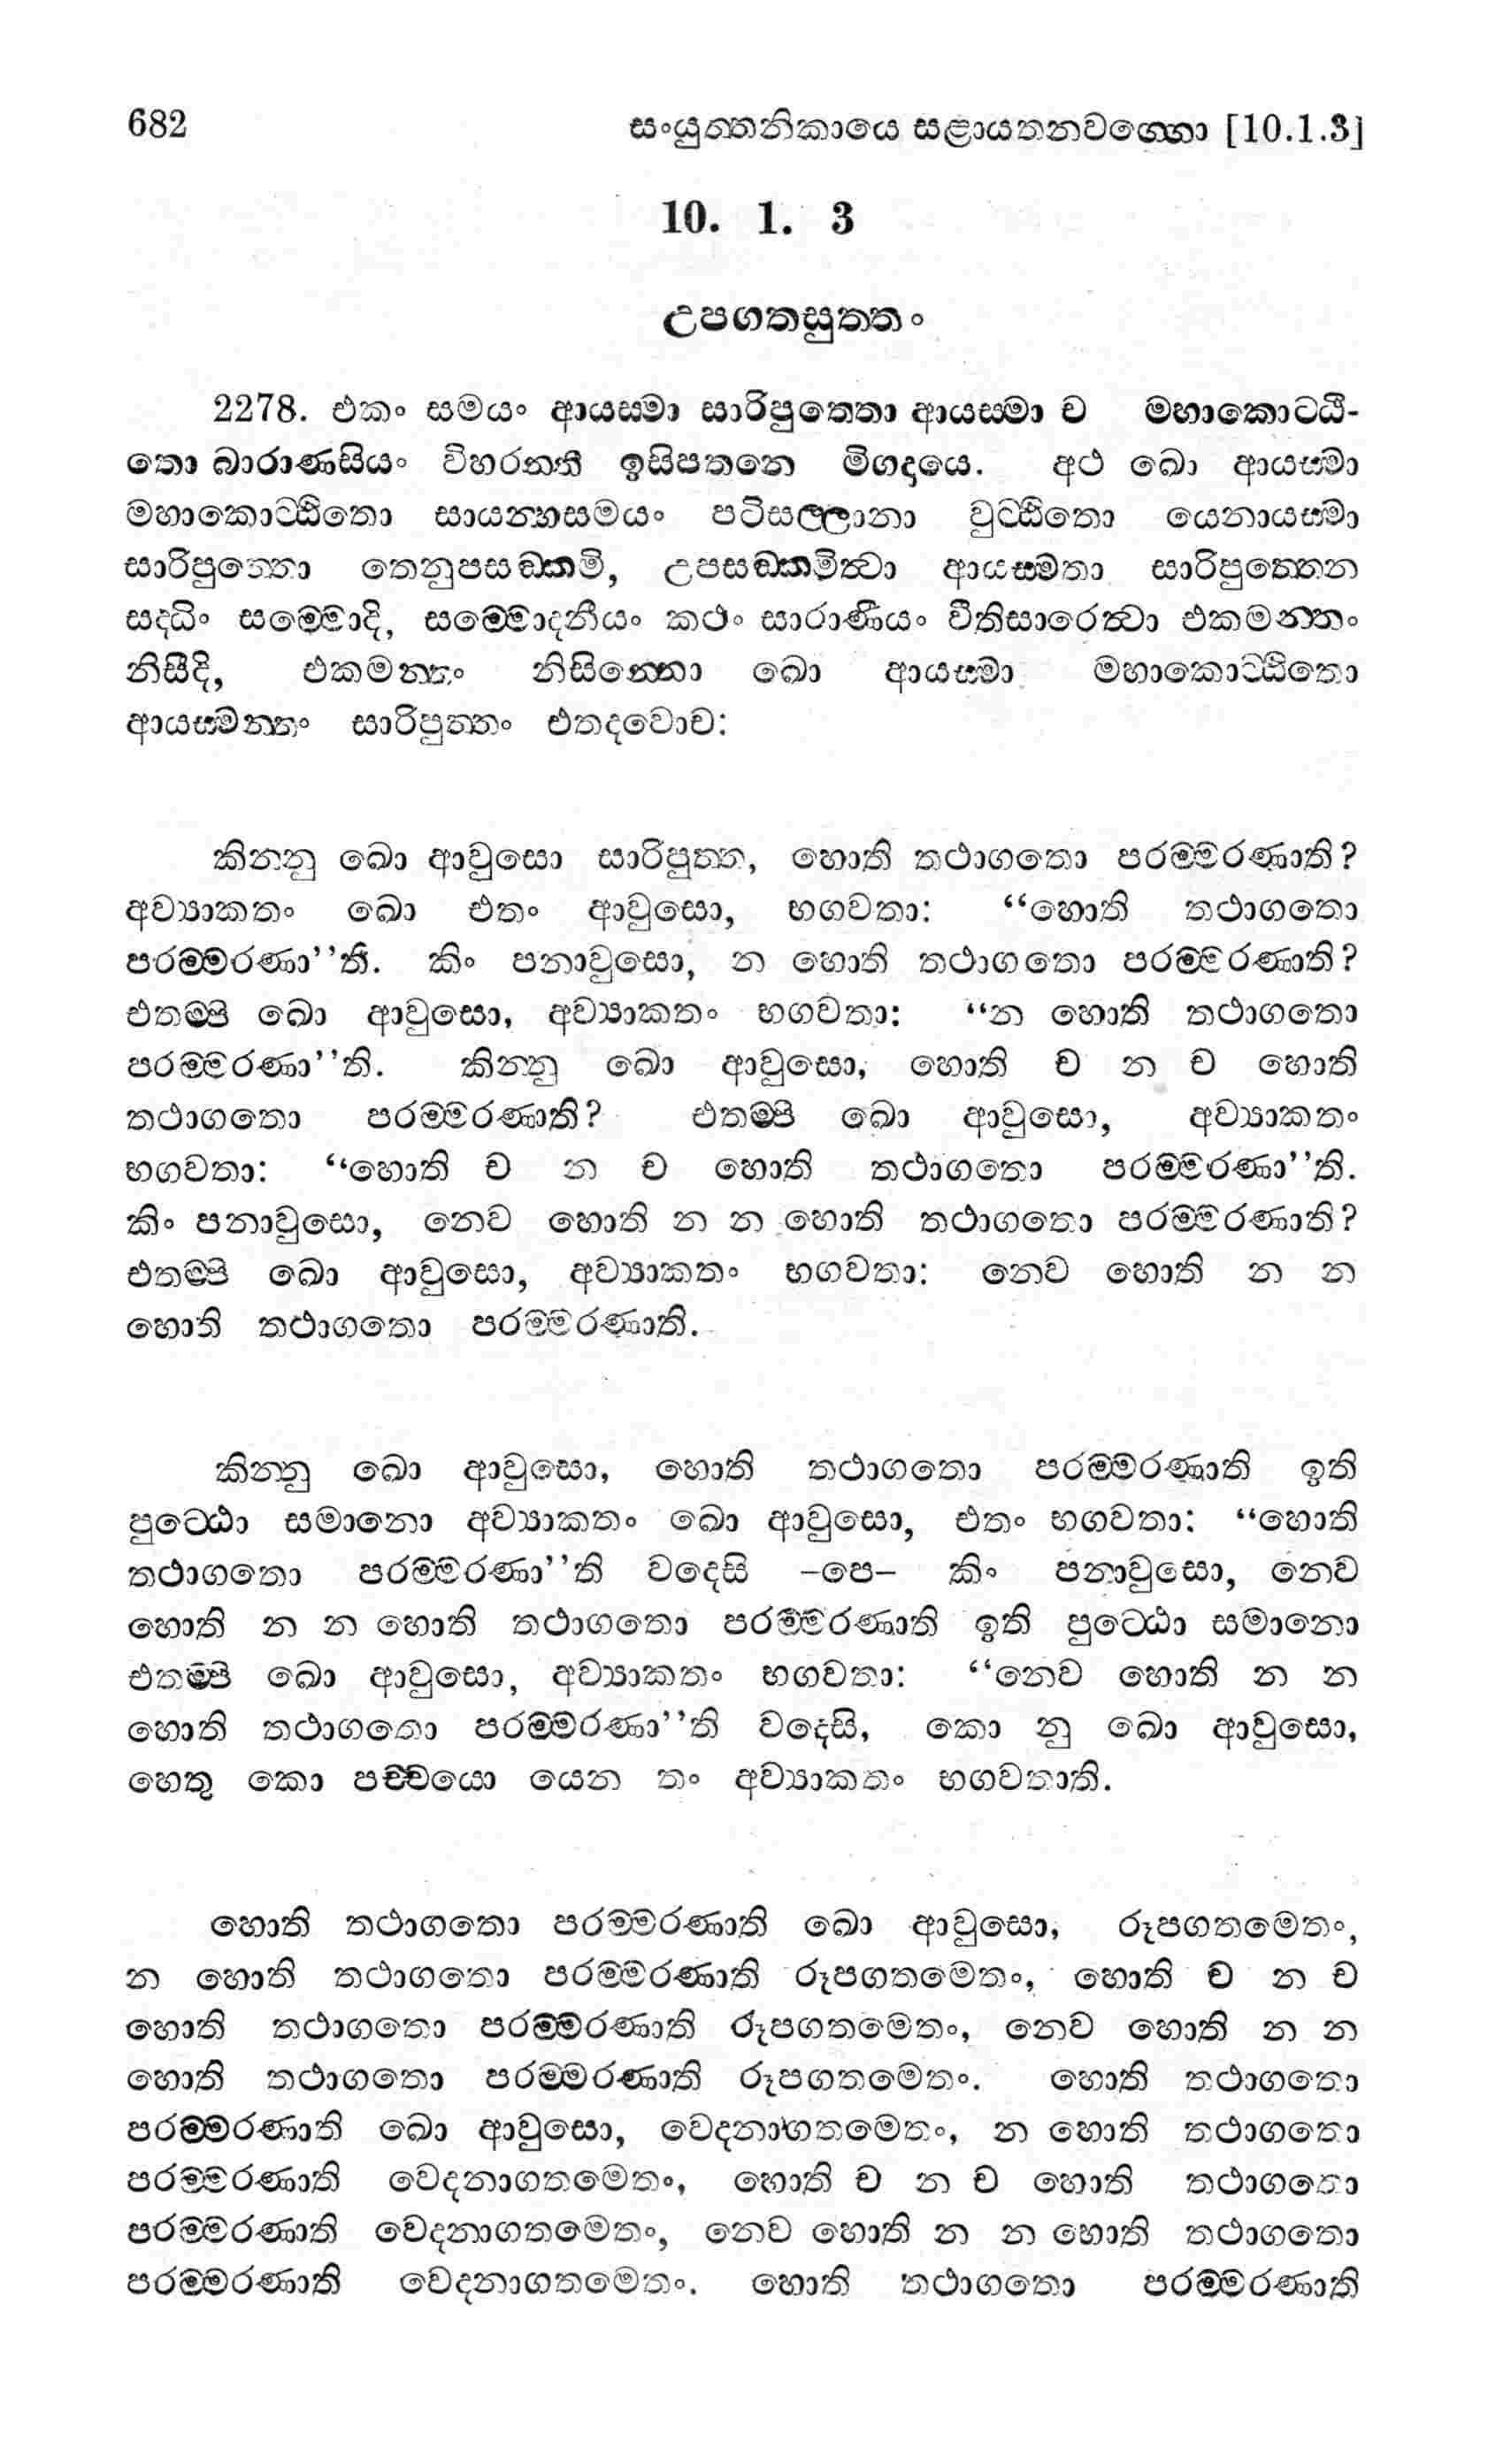 682 සංයුත්තනිකායෙ සළායතනවග්ගො [10.1.3]
10. 1. 3
උපගතසුත්තං
2278. එකං සමයං ආයස්මා සාරිපුත්තො ආයස්මා ච මහාකොට්ඨි-
තො බාරාණසියං විහරන්ති ඉසිපතනෙ මිගදායෙ. අථ ඛො ආයස්මා
මහාකොට්ඨිතො සායන්හසමයං පටිසල්ලානා වුට්ඨිතො යෙනායස්මා
සාරිපුත්තො තෙනුපසඞ්කමි, උපසඞ්කමිත්වා ආයස්මතා සාරිපුත්තෙන
සද්ධිං සම්මොදි, සම්මොදනීයං කථං සාරාණීයං වීතිසාරෙත්වා එකමන්තං
නිසීදි, එකමන්තං නිසින්නො ඛො ආයස්මා මහාකොට්ඨිතො
ආයස්මන්තං සාරිපුත්තං එතදවොච:
කින්නු ඛො ආවුසො සාරිපුත්ත, හොති තථාගතො පරම්මරණාති?
අව්‍යාකතං ඛො එතං ආවුසො, භගවතා: “හොති තථාගතො
පරම්මරණා’’ති. කිං පනාවුසො, න හොති තථාගතො පරම්මරණාති?
එතම්පි ඛො ආවුසො, අව්‍යාකතං භගවතා: “න හොති තථාගතො
පරම්මරණා’’ති. කින්නු ඛො ආවුසො, හොති ච න ච හොති
තථාගතො පරම්මරණාති? එතම්පි ඛො ආවුසො, අව්‍යාකතං
භගවතා: “හොති ච න ච හොති තථාගතො පරම්මරණා’’ති.
කිං පනාවුසො, නෙව හොති න න හොති තථාගතො පරම්මරණාති?
එතම්පි ඛො ආවුසො, අව්‍යාකතං භගවතා: නෙව හොති න න
හොති තථාගතො පරම්මරණාති.
කින්නු ඛො ආවුසො, හොති තථාගතො පරම්මරණාති ඉති
පුට්ඨො සමානො අව්‍යාකතං ඛො ආවුසො, එතං භගවතා: “හොති
තථාගතො පරම්මරණා’’ති වදෙසි –පෙ– කිං පනාවුසො, නෙව
හොති න න හොති තථාගතො පරම්මරණාති ඉති පුට්ඨො සමානො
එතම්පි ඛො ආවුසො, අව්‍යාකතං භගවතා: “නෙව හොති න න
හොති තථාගතො පරම්මරණා’’ති වදෙසි, කො නු ඛො ආවුසො,
හෙතු කො පච්චයො යෙන තං අව්‍යාකතං භගවතාති.
හොති තථාගතො පරම්මරණාති ඛො ආවුසො, රූපගතමෙතං,
න හොති තථාගතො පරම්මරණාති රූපගතමෙතං, හොති ච න ච
හොති තථාගතො පරම්මරණාති රූපගතමෙතං, නෙව හොති න න
හොති තථාගතො පරම්මරණාති රූපගතමෙතං. හොති තථාගතො
පරම්මරණාති ඛො ආවුසො, වෙදනාගතමෙතං, න හොති තථාගතො
පරම්මරණාති වෙදනාගතමෙතං, හොති ච න ච හොති තථාගතො
පරම්මරණාති වෙදනාගතමෙතං, නෙව හොති න න හොති තථාගතො
පරම්මරණාති වෙදනාගතමෙතං. හොති තථාගතො පරම්මරණාති